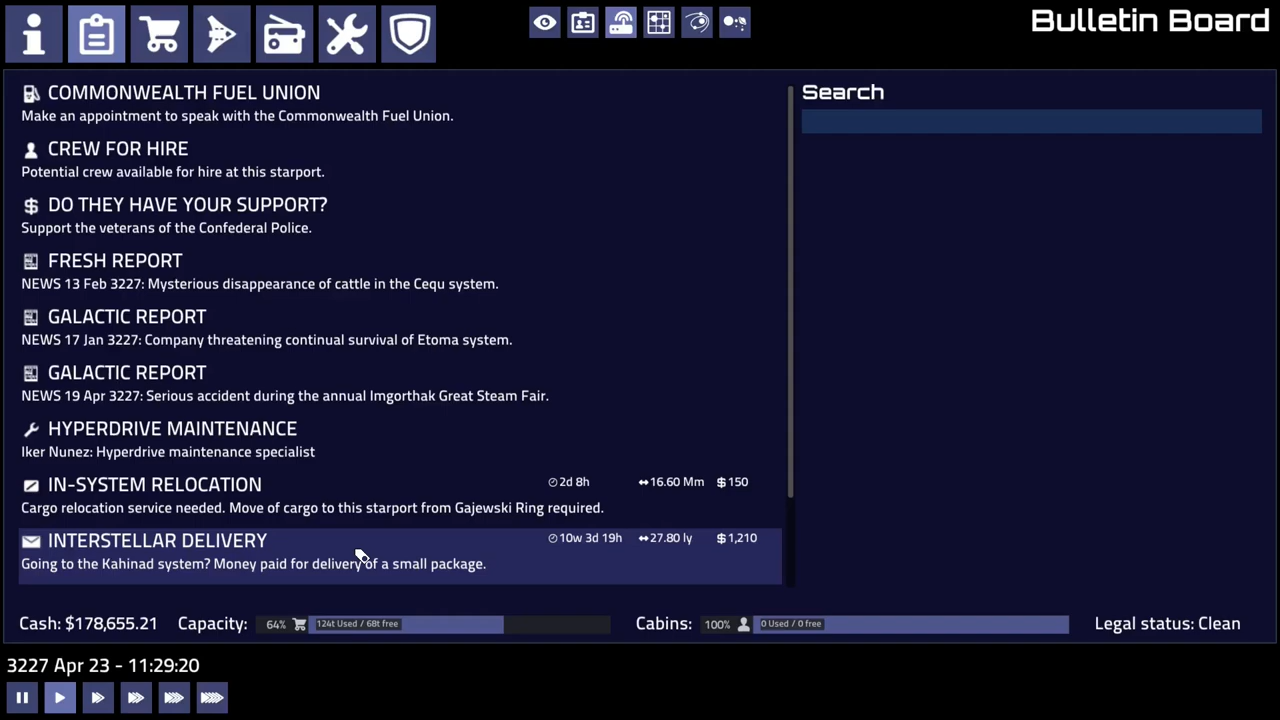 Bulletin Board
COMMONWEALTH FUEL UNION
Make an appointment to speak with the Commonwealth Fuel Union.
Search
CREW FOR HIRE
Potential crew available for hire at this starport.
DO THEY HAVE YOUR SUPPORT?
Support the veterans of the Confederal Police.
FRESH REPORT
NEWS 13 Feb 3227: Mysterious disappearance of cattle in the Cequ system.
GALACTIC REPORT
NEWS 17 Jan 3227: Company threatening continual survival of Etoma system.
GALACTIC REPORT
NEWS 19 Apr 3227: Serious accident during the annual Imgorthak Great Steam Fair.
HYPERDRIVE MAINTENANCE
Iker Nunez: Hyperdrive maintenance specialist
IN-SYSTEM RELOCATION 2d 8h 16.60 Mm $150
Cargo relocation service needed. Move of cargo to this starport from Gajewski Ring required.
INTERSTELLAR DELIVERY 10w 3d 19h 27.80 ly $1,210
Going to the Kahinad system? Money paid for delivery of a small package.
Cash: $178,655.21 Capacity: 64% 124t Used / 68t free Cabins: 100% 0 Used / 0 free Legal status: Clean
3227 Apr 23 - 11:29:20